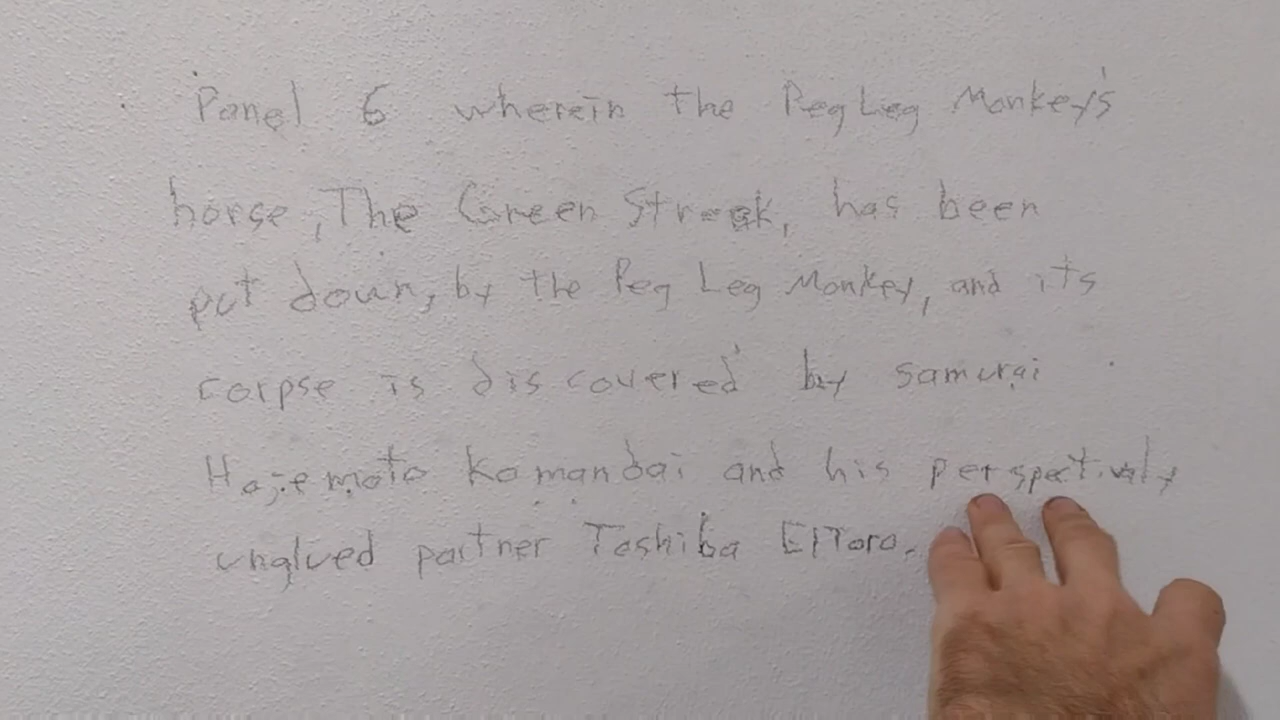 Panel 6 wherein the Peg Leg Monkey's
horse, The Green Streak, has been
put down, by the Peg Leg Monkey, and its
corpse is discovered by samurai
Hajemoto Komandai and his perspectivaly
unglued partner Toshiba ElToro.